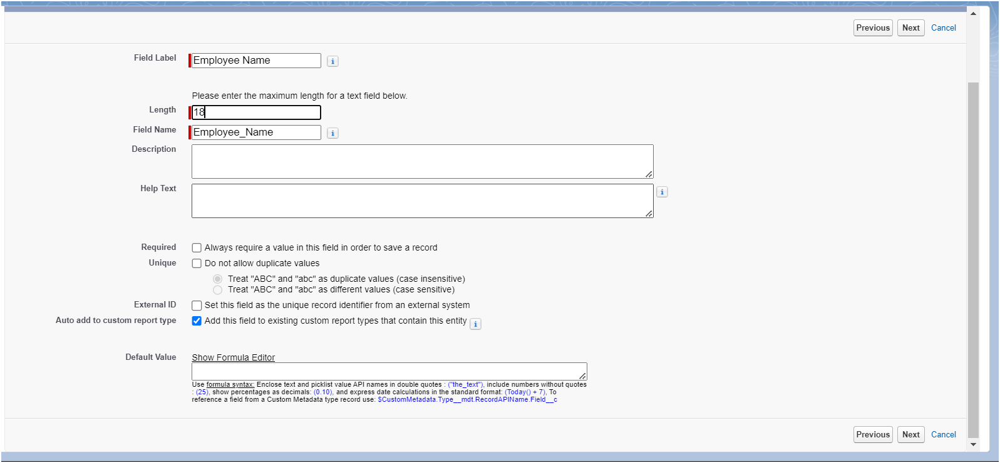 Previous Next Cancel
Field Label Employee Name i
Please enter the maximum length for a text field below.
Length 18
Field Name Employee_Name i
Description
Help Text i
Required Always require a value in this field in order to save a record
Unique Do not allow duplicate values
Treat "ABC" and "abc" as duplicate values (case insensitive)
Treat "ABC" and "abc" as different values (case sensitive)
External ID Set this field as the unique record identifier from an external system
Auto add to custom report type Add this field to existing custom report types that contain this entity i
Default Value Show Formula Editor
Use formula syntax: Enclose text and picklist value API names in double quotes : ("the_text"), include numbers without quotes
: (25), show percentages as decimals: (0.10), and express date calculations in the standard format: (Today() + 7), To
reference a field from a Custom Metadata type record use: $CustomMetadata.Type__mdt.RecordAPIName.Field__c
Previous Next Cancel